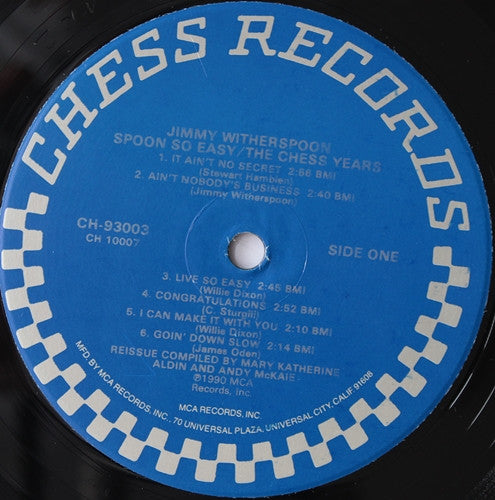 CHESS RECORDS
JIMMY WITHERSPOON
SPOON SO EASY/THE CHESS YEARS
1. IT AIN'T NO SECRET 2:56 BMI
(Stewart Hamblen)
2. AIN'T NOBODY'S BUSINESS 2:40 BMI
(Jimmy Witherspoon)
CH-93003
CH 10007
SIDE ONE
3. LIVE SO EASY 2:45 BMI
(Willie Dixon)
4. CONGRATULATIONS 2:52 BMI
(C. Sturgill)
5. I CAN MAKE IT WITH YOU 2:10 BMI
(Willie Dixon)
6. GOIN' DOWN SLOW 2:14 BMI
(James Oden)
REISSUE COMPILED BY MARY KATHERINE
ALDIN AND ANDY McKAIE
©1990 MCA
Records, Inc.
MCA RECORDS, INC.
MFD. BY MCA RECORDS, INC., 70 UNIVERSAL PLAZA, UNIVERSAL CITY, CALIF. 91608